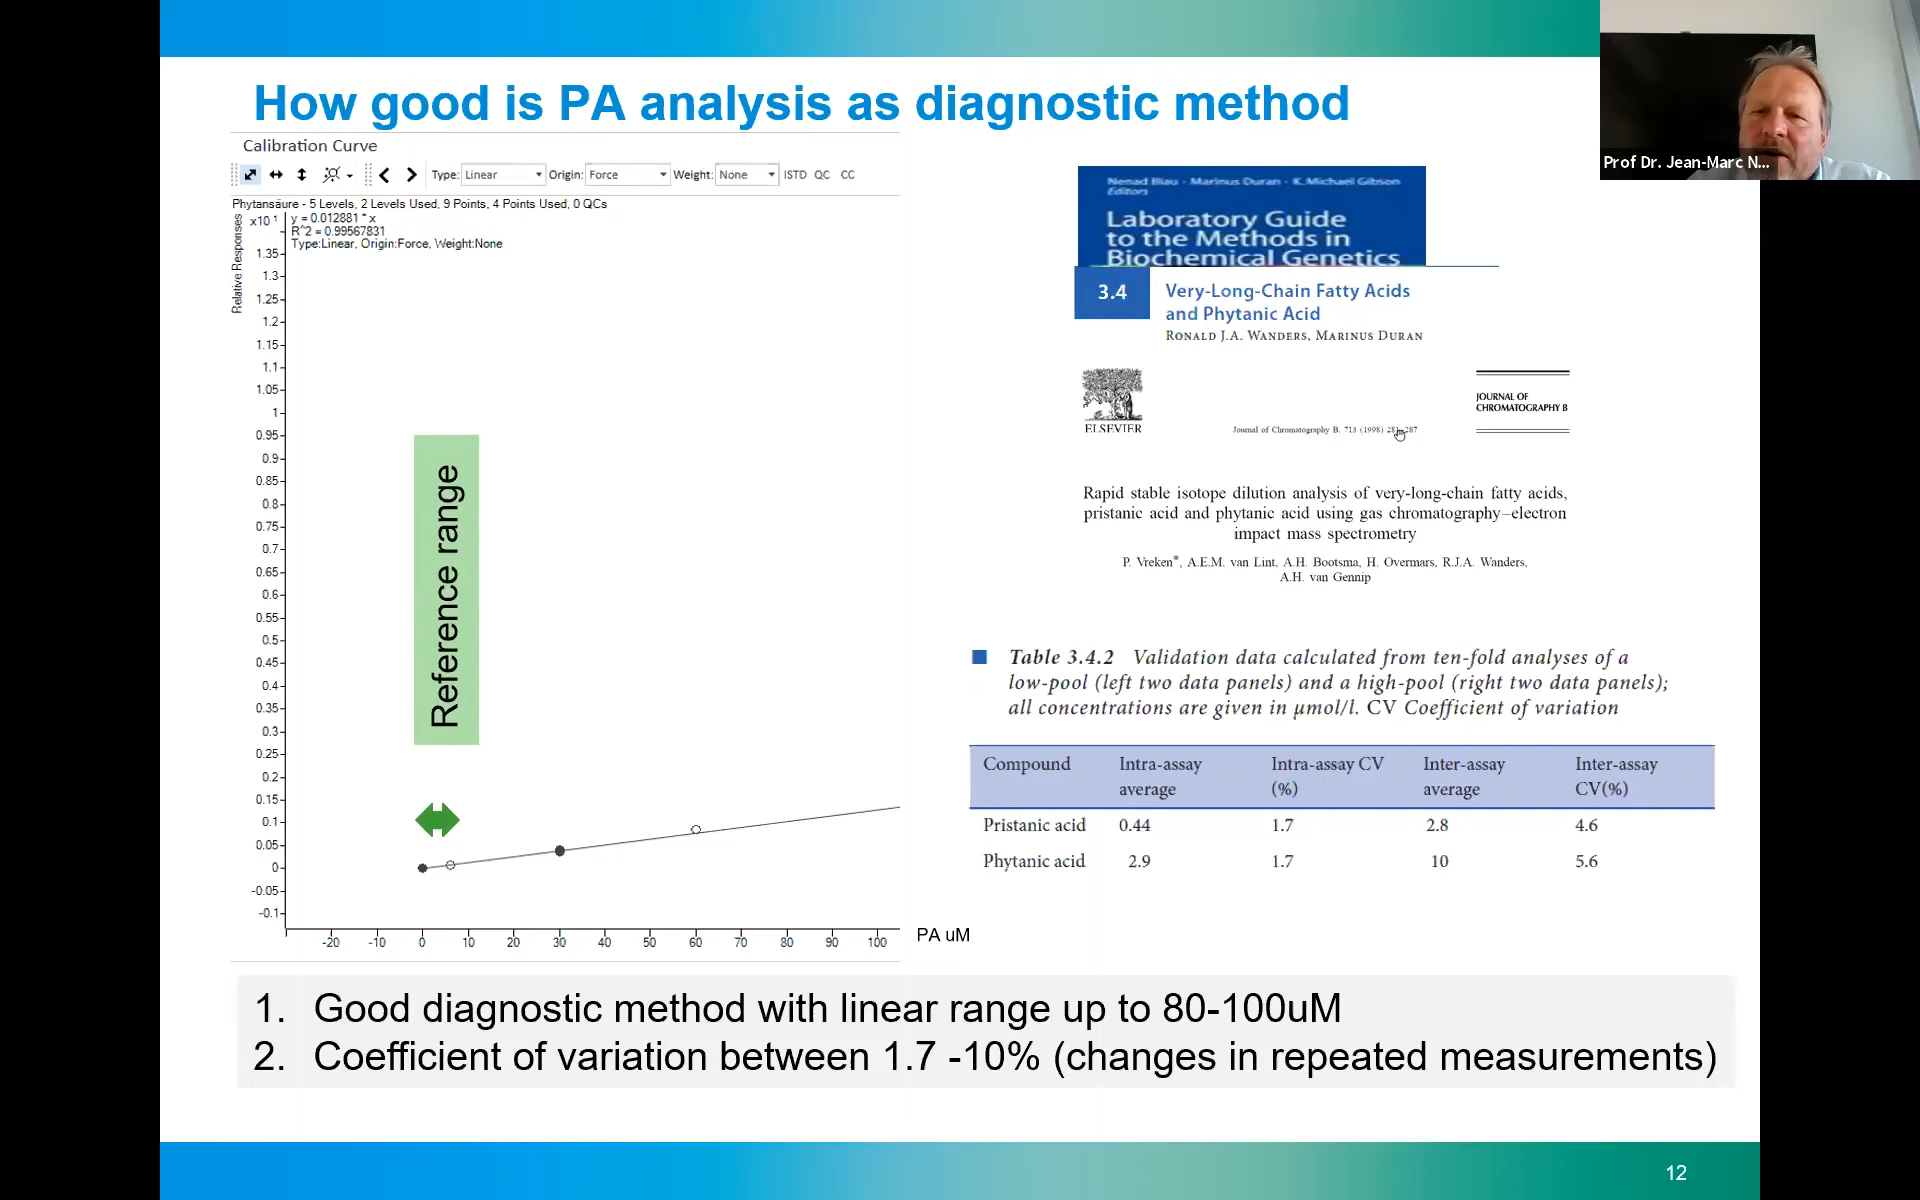 How good is PA analysis as diagnostic method
Prof Dr. Jean-Marc N...
Calibration Curve
Type: Linear Origin: Force Weight: None ISTD QC CC
Phytansäure - 5 Levels, 2 Levels Used, 9 Points, 4 Points Used, 0 QCs
y = 0.012881 * x
R^2 = 0.99567831
Type:Linear, Origin:Force, Weight:None
Relative Responses
x10 1
1.35
1.3
1.25
1.2
1.15
1.1
1.05
1
0.95
0.9
0.85
0.8
0.75
0.7
0.65
0.6
0.55
0.5
0.45
0.4
0.35
0.3
0.25
0.2
0.15
0.1
0.05
0
-0.05
-0.1
Reference range
-20 -10 0 10 20 30 40 50 60 70 80 90 100
PA uM
Nenad Blau · Marinus Duran · K. Michael Gibson
Editors
Laboratory Guide
to the Methods in
Biochemical Genetics
3.4
Very-Long-Chain Fatty Acids
and Phytanic Acid
RONALD J.A. WANDERS, MARINUS DURAN
ELSEVIER
Journal of Chromatography B. 713 (1998) 287
JOURNAL OF
CHROMATOGRAPHY B
Rapid stable isotope dilution analysis of very-long-chain fatty acids,
pristanic acid and phytanic acid using gas chromatography–electron
impact mass spectrometry
P. Vreken*, A.E.M. van Lint, A.H. Bootsma, H. Overmars, R.J.A. Wanders,
A.H. van Gennip
Table 3.4.2 Validation data calculated from ten-fold analyses of a
low-pool (left two data panels) and a high-pool (right two data panels);
all concentrations are given in µmol/l. CV Coefficient of variation
Compound Intra-assay average Intra-assay CV (%) Inter-assay average Inter-assay CV(%)
Pristanic acid 0.44 1.7 2.8 4.6
Phytanic acid 2.9 1.7 10 5.6
1. Good diagnostic method with linear range up to 80-100uM
2. Coefficient of variation between 1.7 -10% (changes in repeated measurements)
12